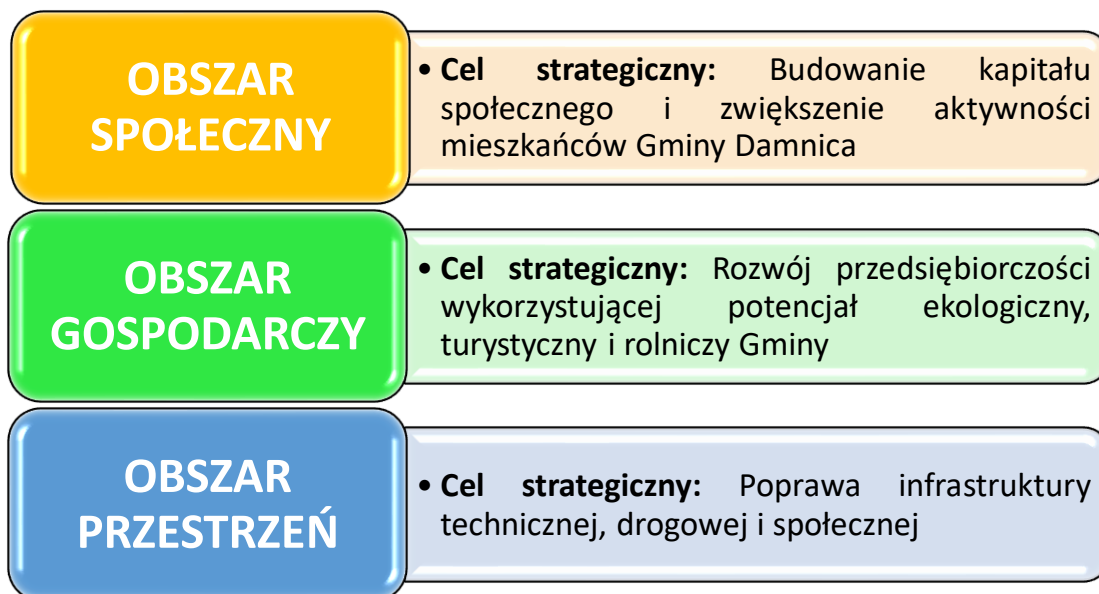 OBSZAR
SPOŁECZNY
• Cel strategiczny: Budowanie kapitału
społecznego i zwiększenie aktywności
mieszkańców Gminy Damnica
OBSZAR
GOSPODARCZY
• Cel strategiczny: Rozwój przedsiębiorczości
wykorzystującej potencjał ekologiczny,
turystyczny i rolniczy Gminy
OBSZAR
PRZESTRZEŃ
• Cel strategiczny: Poprawa infrastruktury
technicznej, drogowej i społecznej